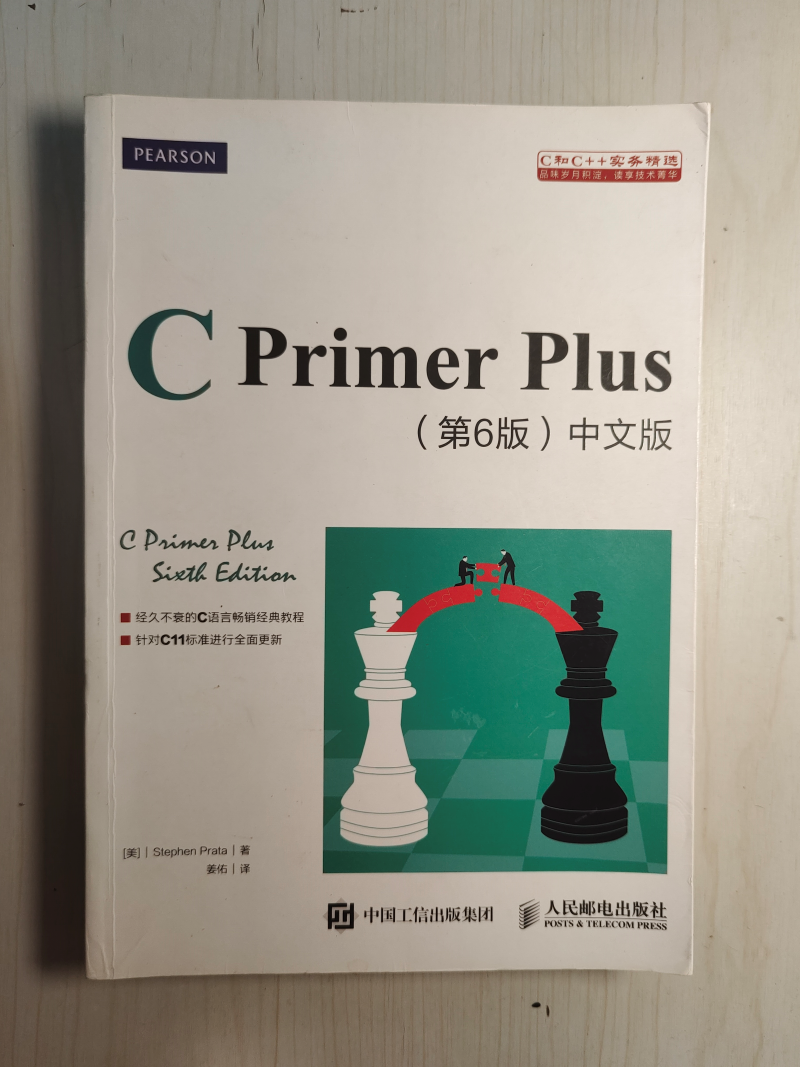 PEARSON
C和C++实务精选
品味岁月积淀，读享技术菁华
C Primer Plus
（第6版）中文版
C Primer Plus
Sixth Edition
■ 经久不衰的C语言畅销经典教程
■ 针对C11标准进行全面更新
[美] | Stephen Prata | 著
姜佑 | 译
中国工信出版集团
人民邮电出版社
POSTS & TELECOM PRESS